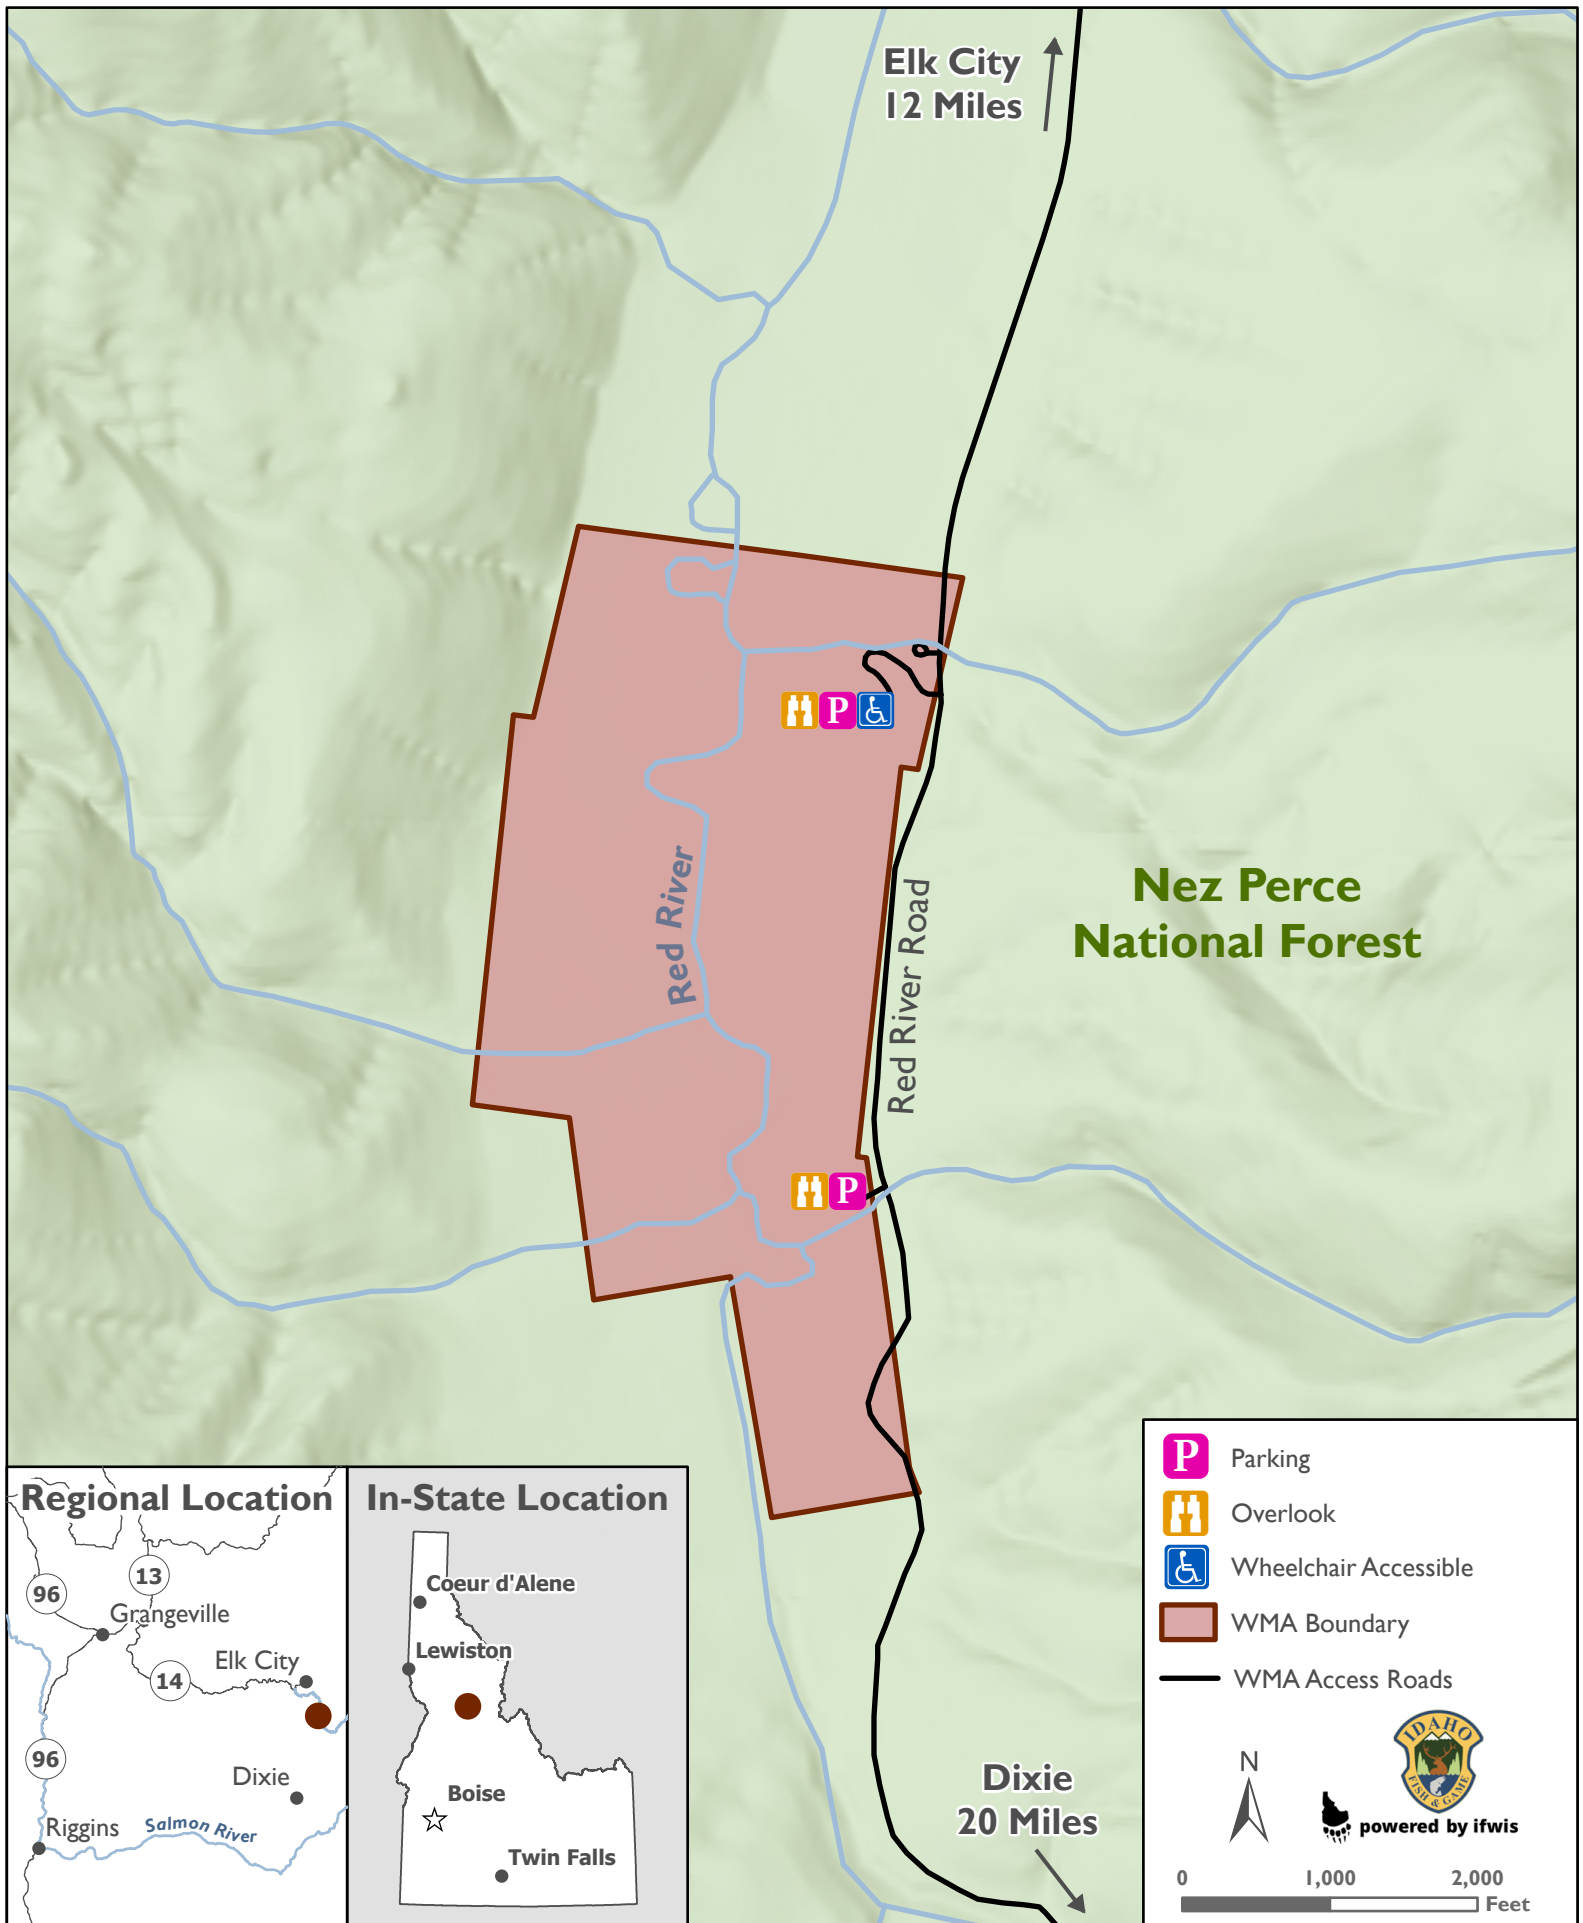 Elk City
12 Miles
Red River
Red River Road
Nez Perce
National Forest
P
P
Dixie
20 Miles
Regional Location
96
13
Grangeville
14
Elk City
96
Dixie
Riggins
Salmon River
In-State Location
Coeur d'Alene
Lewiston
Boise
Twin Falls
P
Parking
Overlook
Wheelchair Accessible
WMA Boundary
WMA Access Roads
N
IDAHO
FISH & GAME
powered by ifwis
0 1,000 2,000
Feet